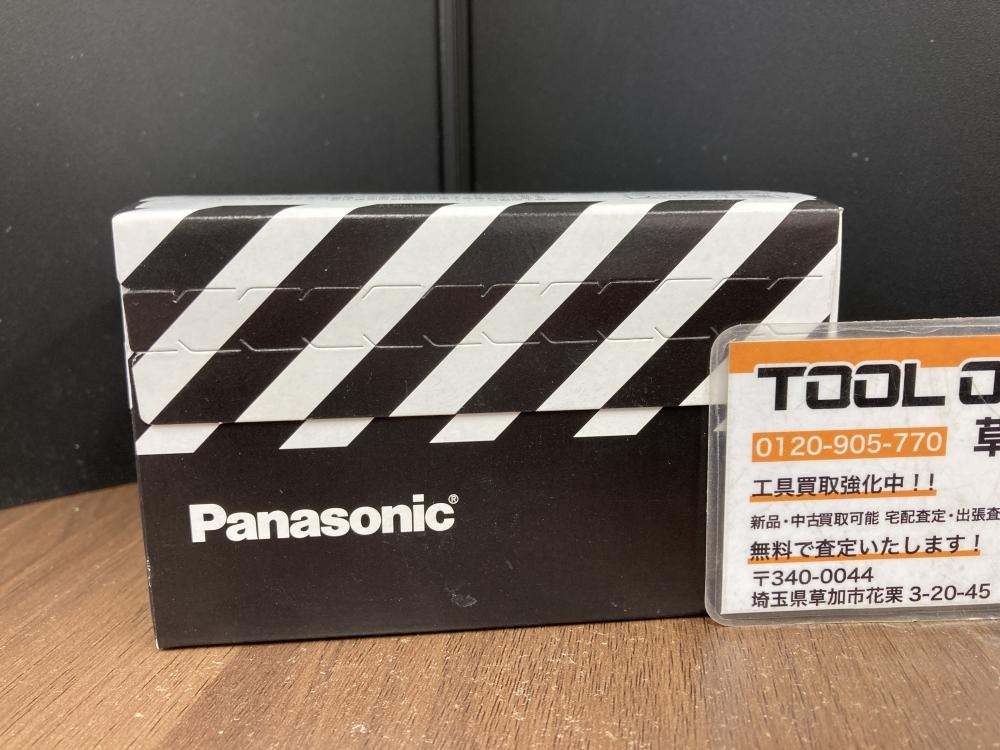 Panasonic®
TOOL
0120-905-770
草
工具買取強化中!!
新品・中古買取可能 宅配査定・出張査
無料で査定いたします!
〒340-0044
埼玉県草加市花栗 3-20-45